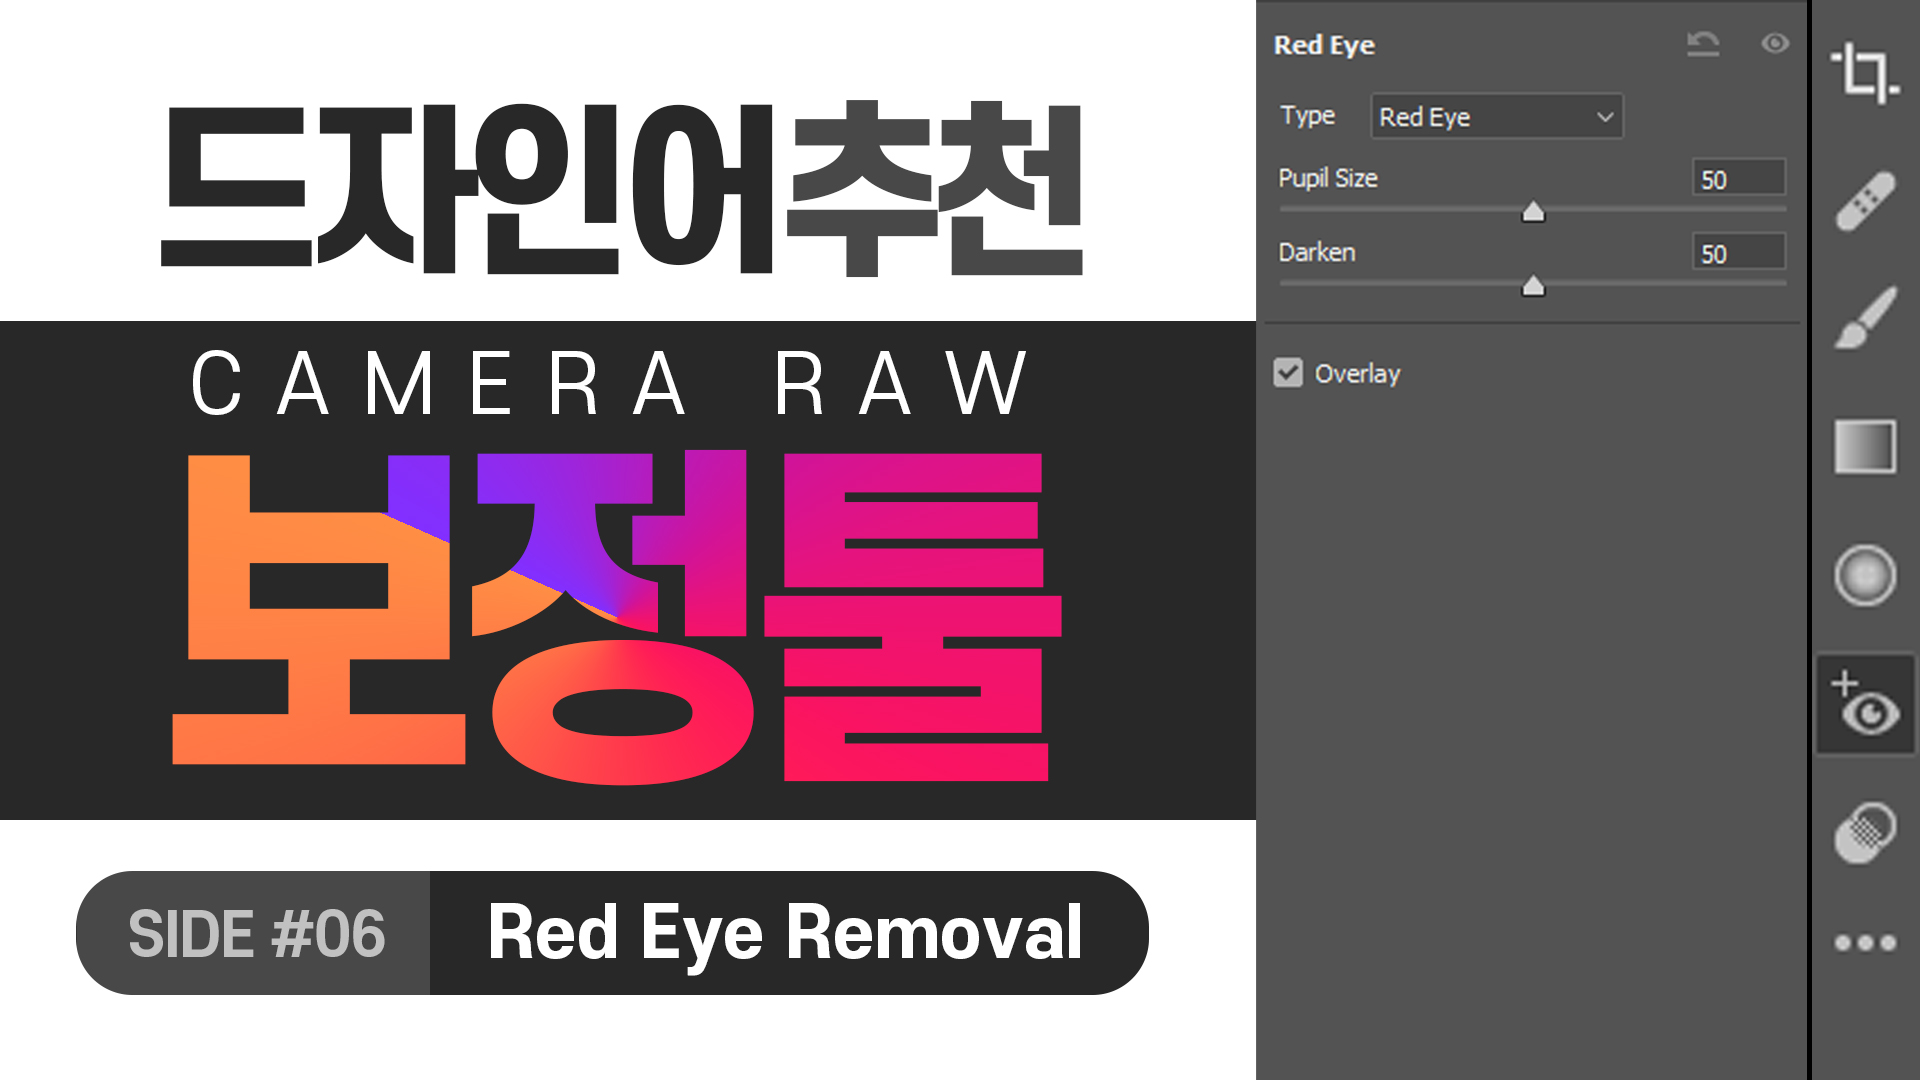 드자인어추천
CAMERA RAW
보정툴
SIDE #06 Red Eye Removal
Red Eye
Type Red Eye
Pupil Size 50
Darken 50
Overlay